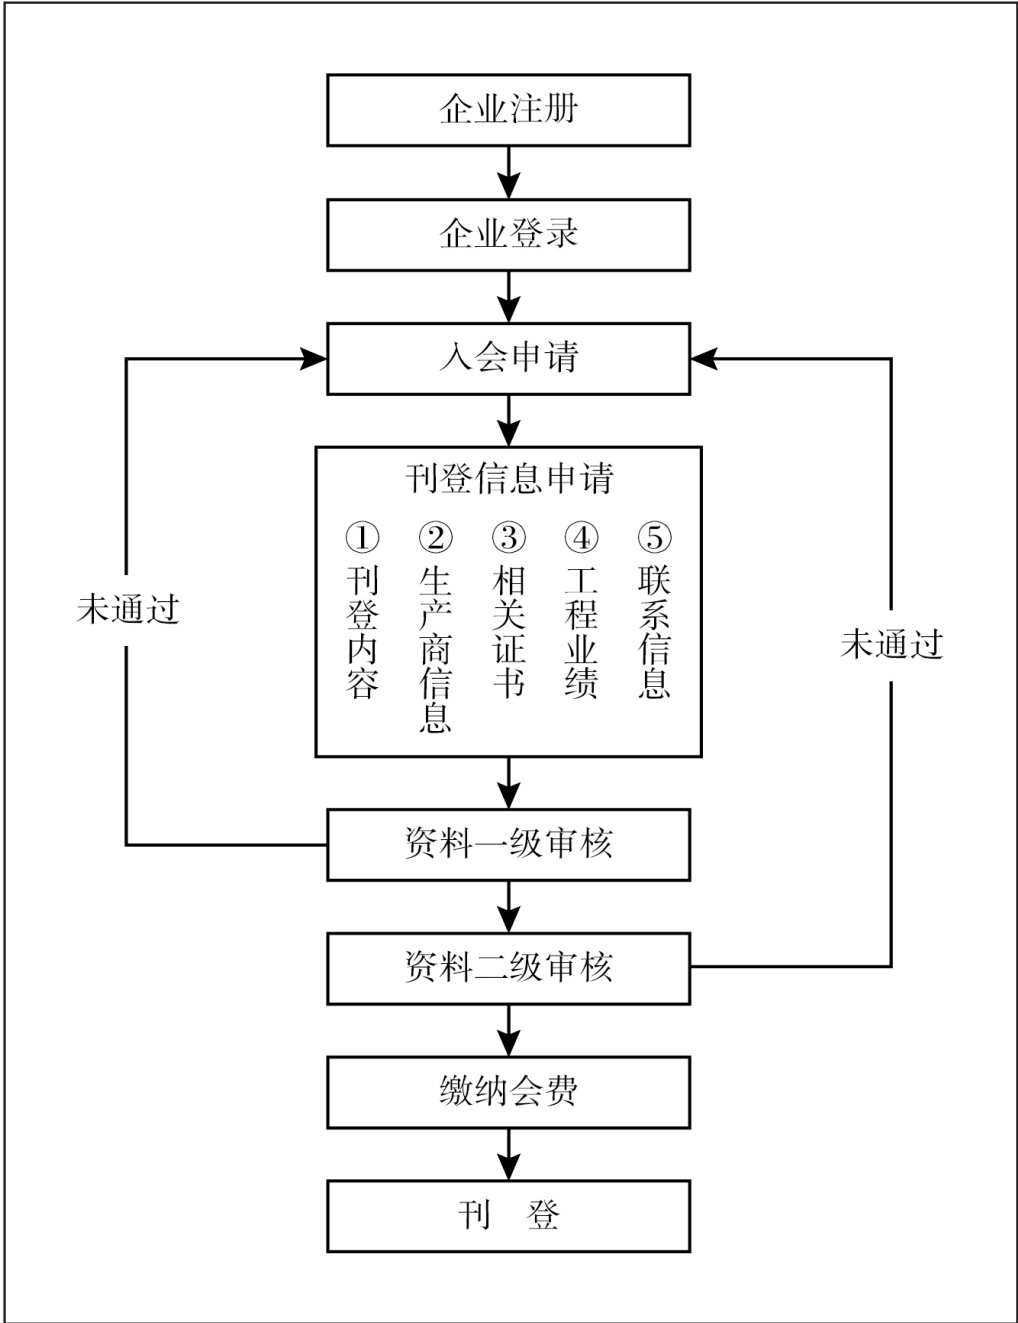 企业注册
企业登录
入会申请
刊登信息申请
①刊登内容
②生产商信息
③相关证书
④工程业绩
⑤联系信息
未通过
未通过
资料一级审核
资料二级审核
缴纳会费
刊 登